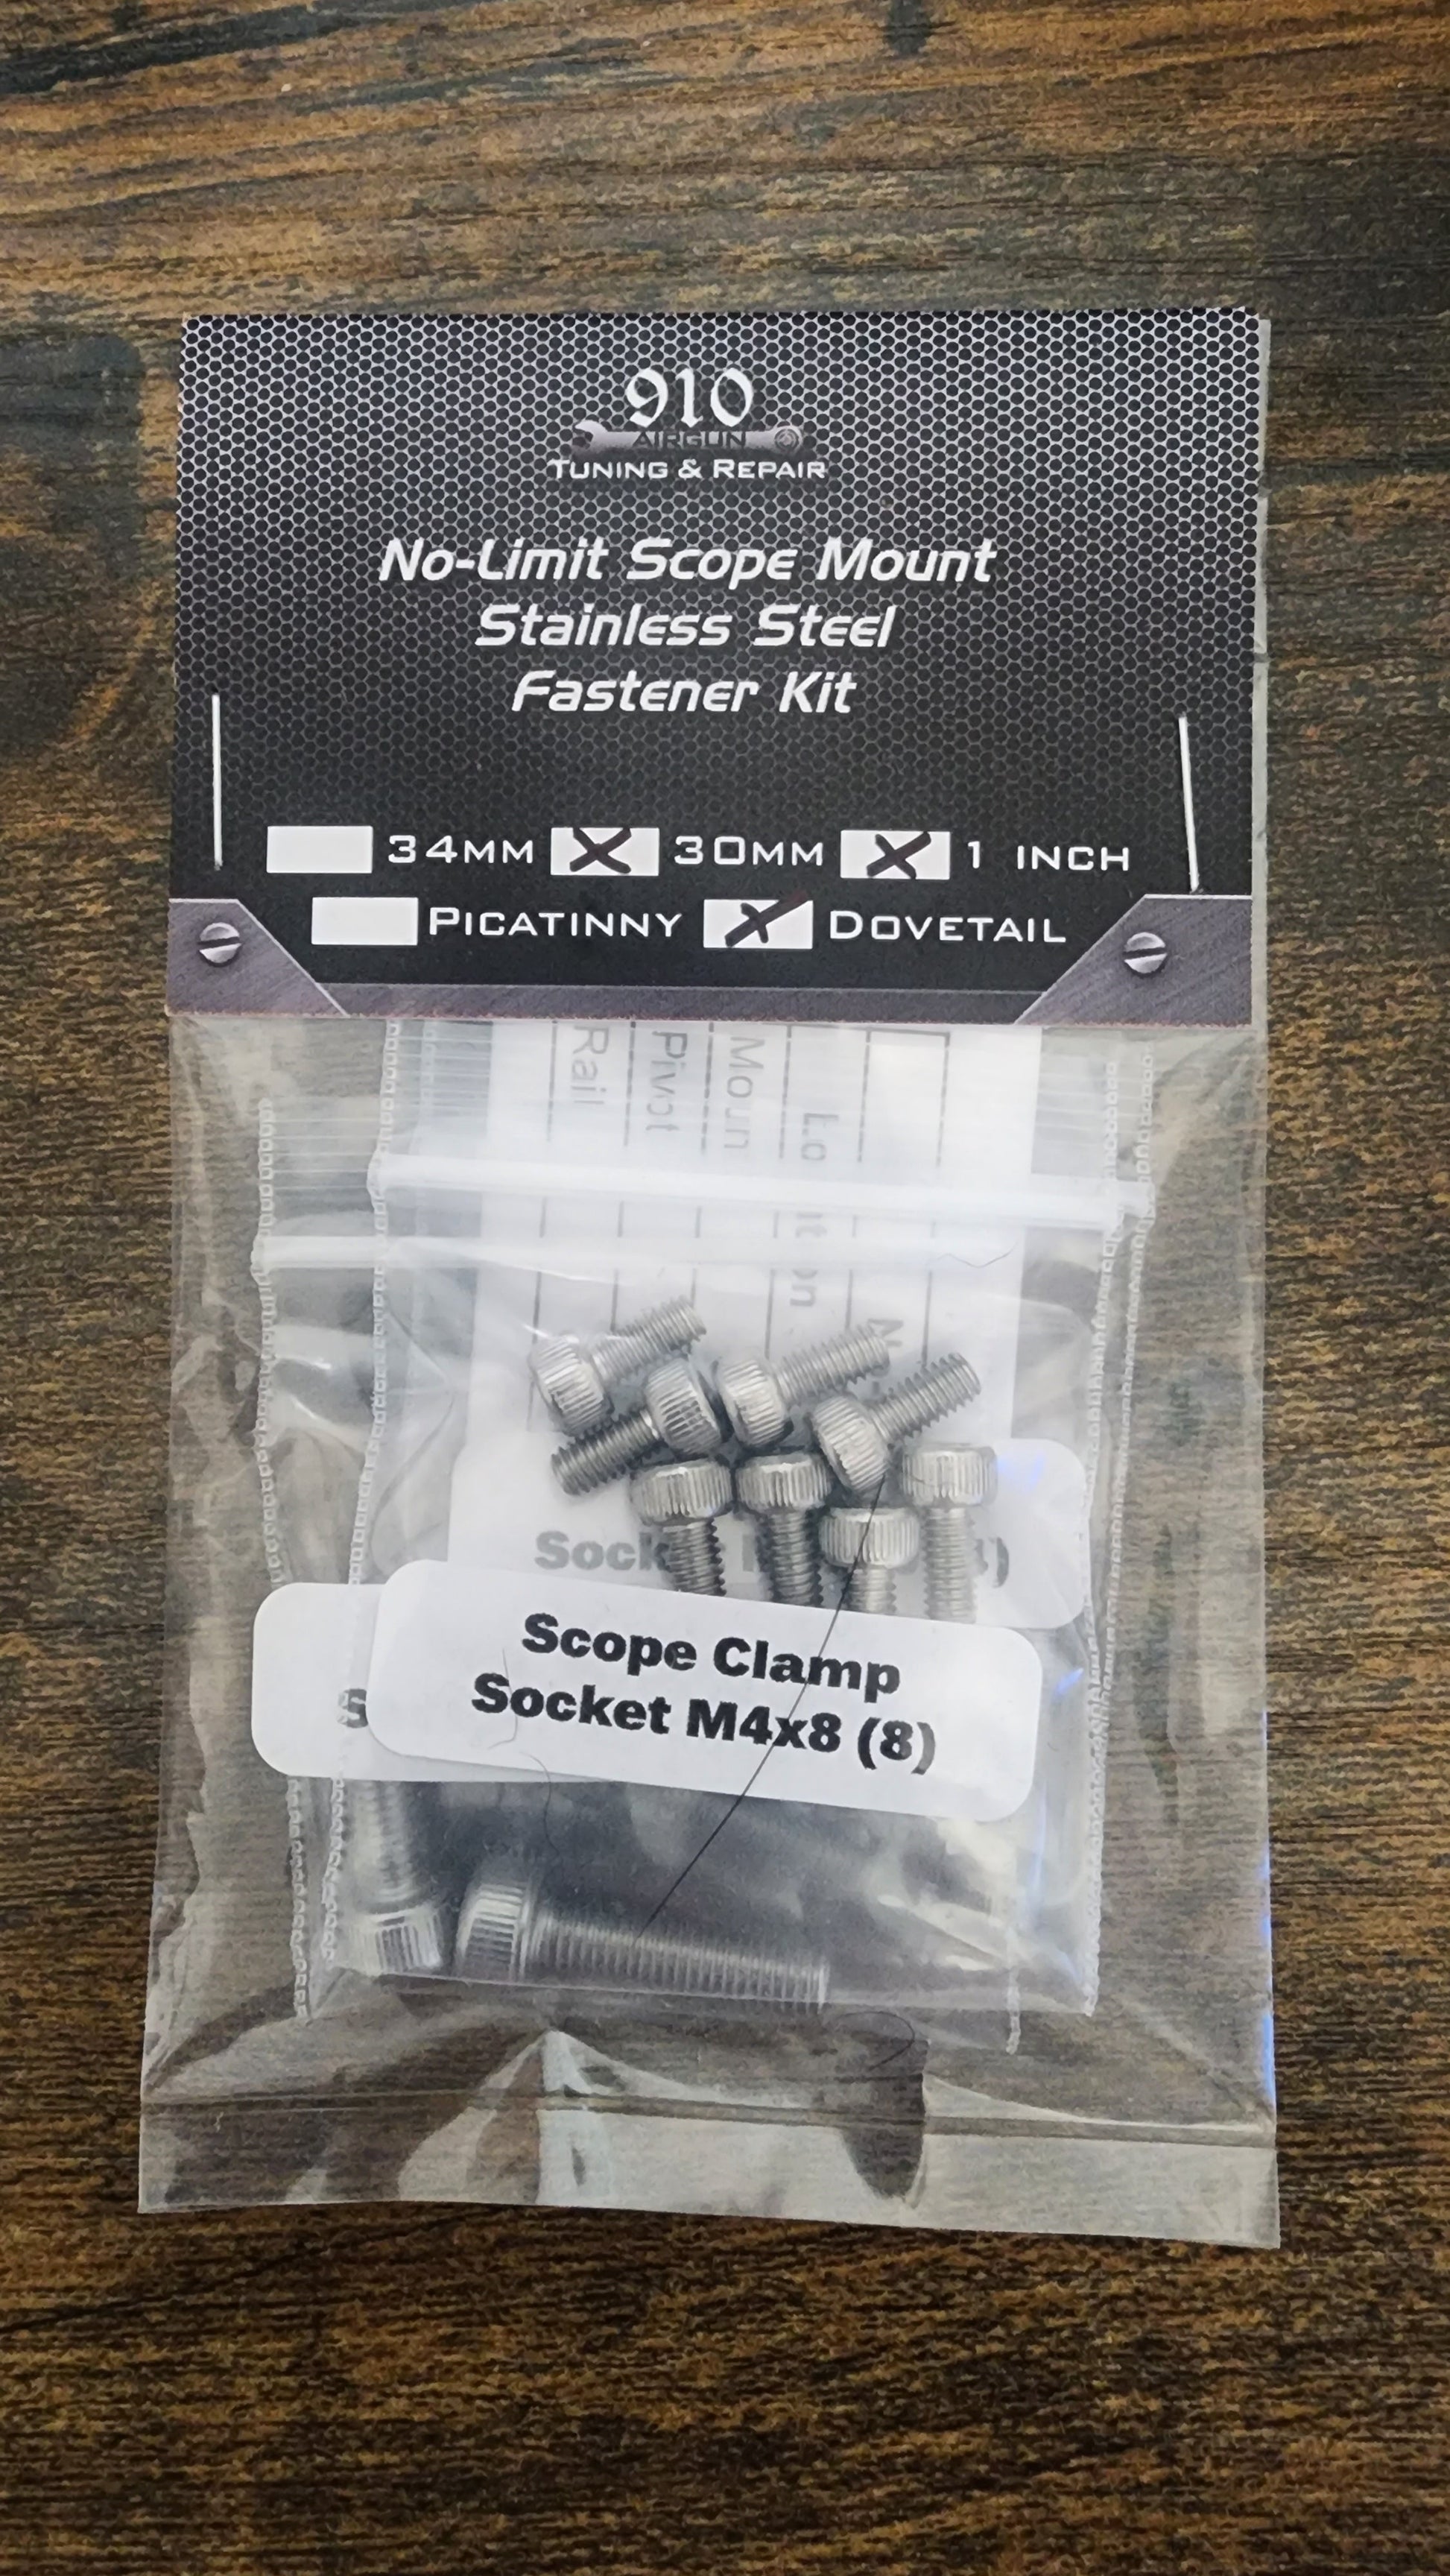 910
AIRGUN
TUNING & REPAIR
No-Limit Scope Mount
Stainless Steel
Fastener Kit
34MM X 30MM X 1 INCH
PICATINNY X DOVETAIL
Rail
Pivot
Moun
Scope Clamp
Socket M4x8 (8)